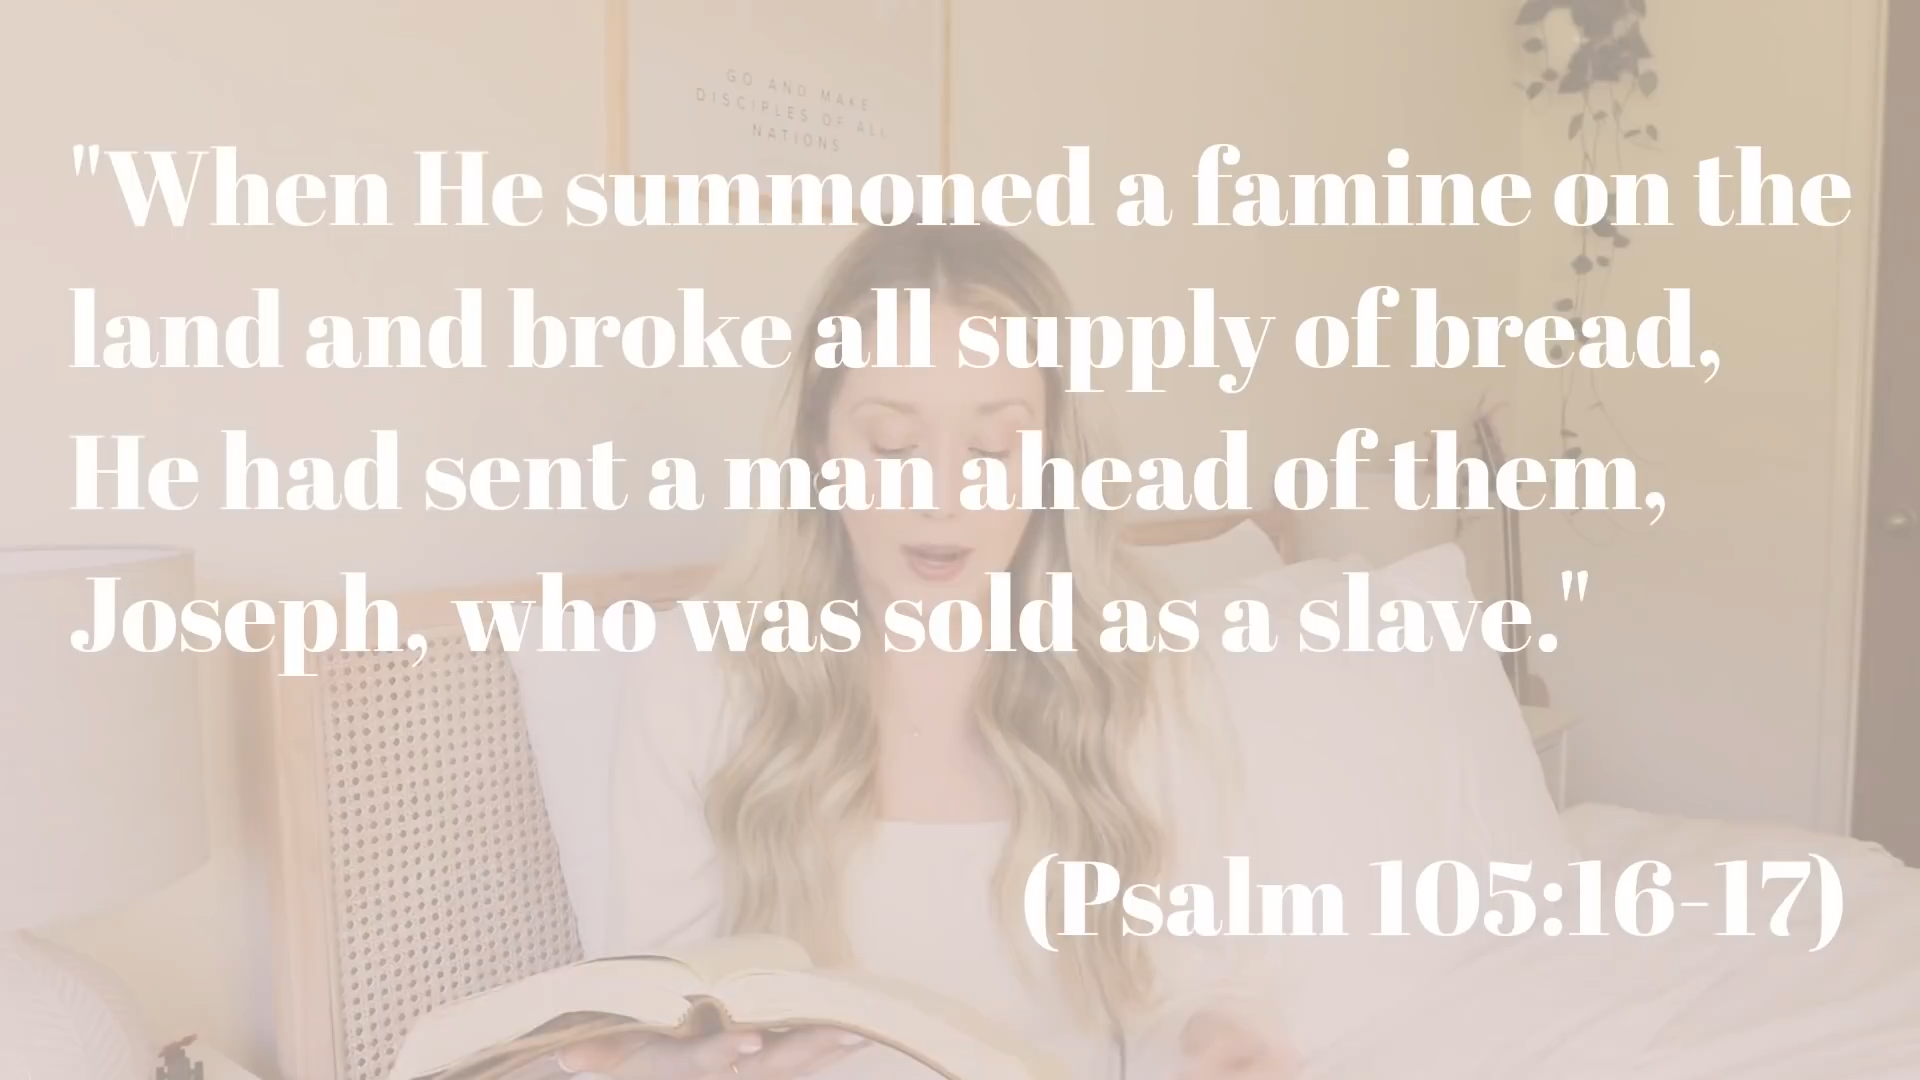 GO AND MAKE
DISCIPLES OF ALL
NATIONS
"When He summoned a famine on the
land and broke all supply of bread,
He had sent a man ahead of them,
Joseph, who was sold as a slave."
(Psalm 105:16-17)